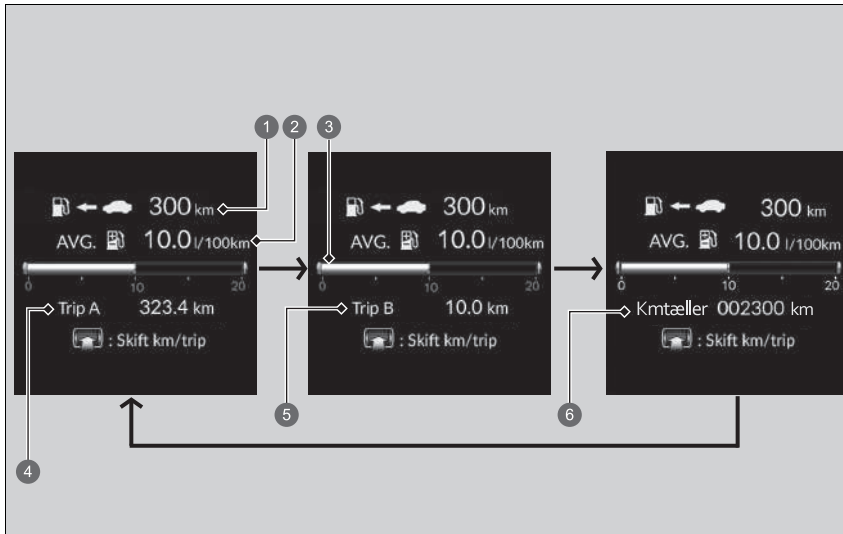 1 2 3
300 km
AVG. 10.0 l/100km
0 10 20
Trip A 323.4 km
: Skift km/trip
4
300 km
AVG. 10.0 l/100km
0 10 20
Trip B 10.0 km
: Skift km/trip
5
300 km
AVG. 10.0 l/100km
0 10 20
Kmtæller 002300 km
: Skift km/trip
6